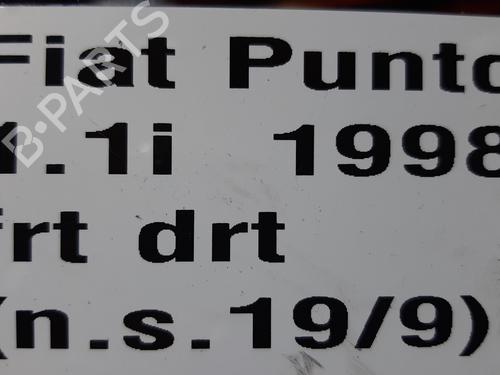 Fiat Punto
1.1i 1998
frt drt
(n.s.19/9)
B-PARTS